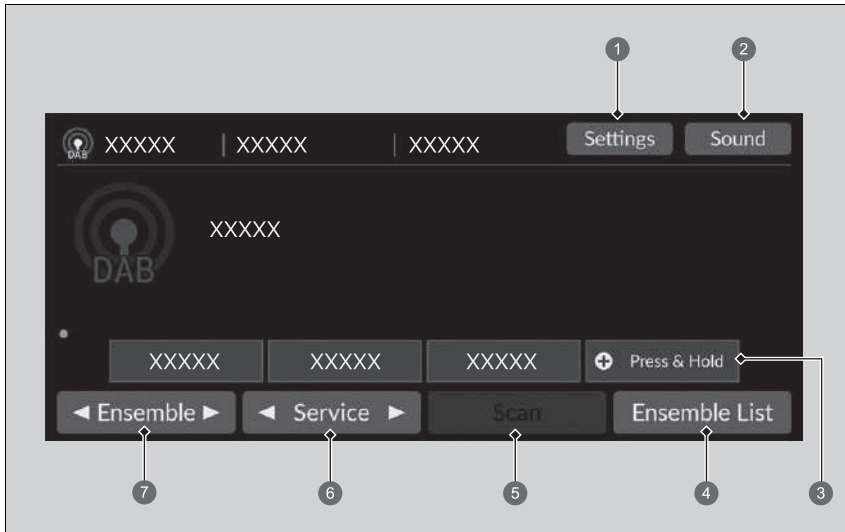 1 2
DAB XXXXX | XXXXX | XXXXX Settings Sound
DAB XXXXX
XXXXX XXXXX XXXXX + Press & Hold
3
◄ Ensemble ► ◄ Service ► Scan Ensemble List
7 6 5 4